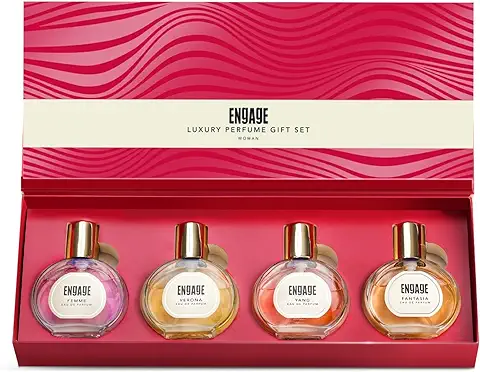 ENGAGE
LUXURY PERFUME GIFT SET
WOMAN
ENGAGE
FEMME
EAU DE PARFUM
ENGAGE
VERONA
EAU DE PARFUM
ENGAGE
YANG
EAU DE PARFUM
ENGAGE
FANTASIA
EAU DE PARFUM